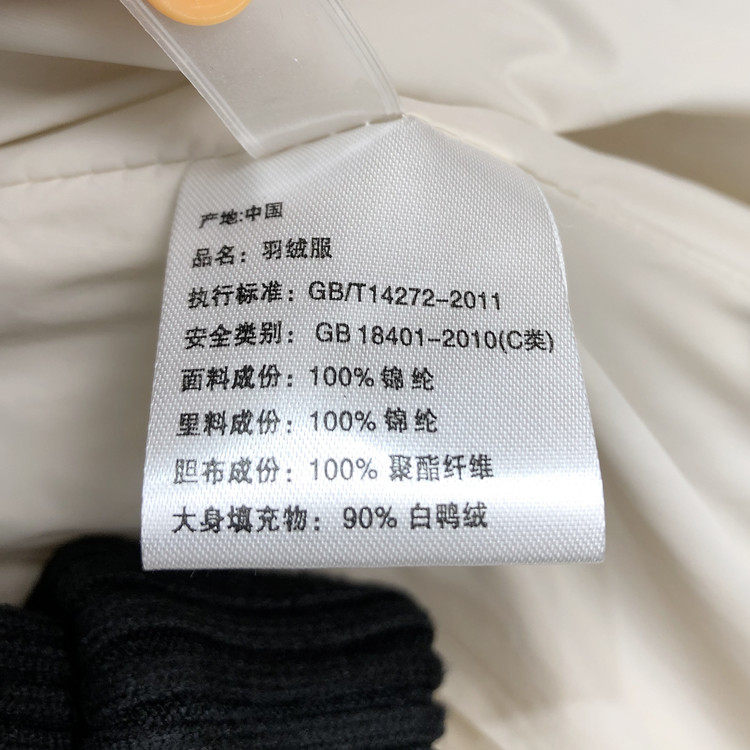 产地:中国
品名：羽绒服
执行标准：GB/T14272-2011
安全类别：GB 18401-2010(C类)
面料成份：100% 锦纶
里料成份：100% 锦纶
胆布成份：100% 聚酯纤维
大身填充物：90% 白鸭绒